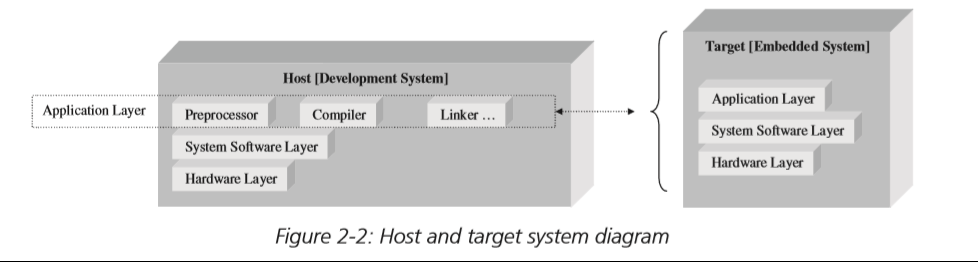 Host [Development System]
Application Layer
Preprocessor
Compiler
Linker ...
System Software Layer
Hardware Layer
Target [Embedded System]
Application Layer
System Software Layer
Hardware Layer
Figure 2-2: Host and target system diagram